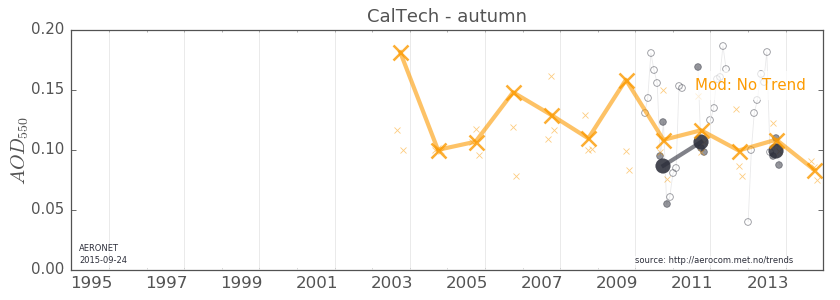 CalTech - autumn
0.20
0.15
0.10
0.05
0.00
AOD550
Mod: No Trend
AERONET
2015-09-24
source: http://aerocom.met.no/trends
1995 1997 1999 2001 2003 2005 2007 2009 2011 2013